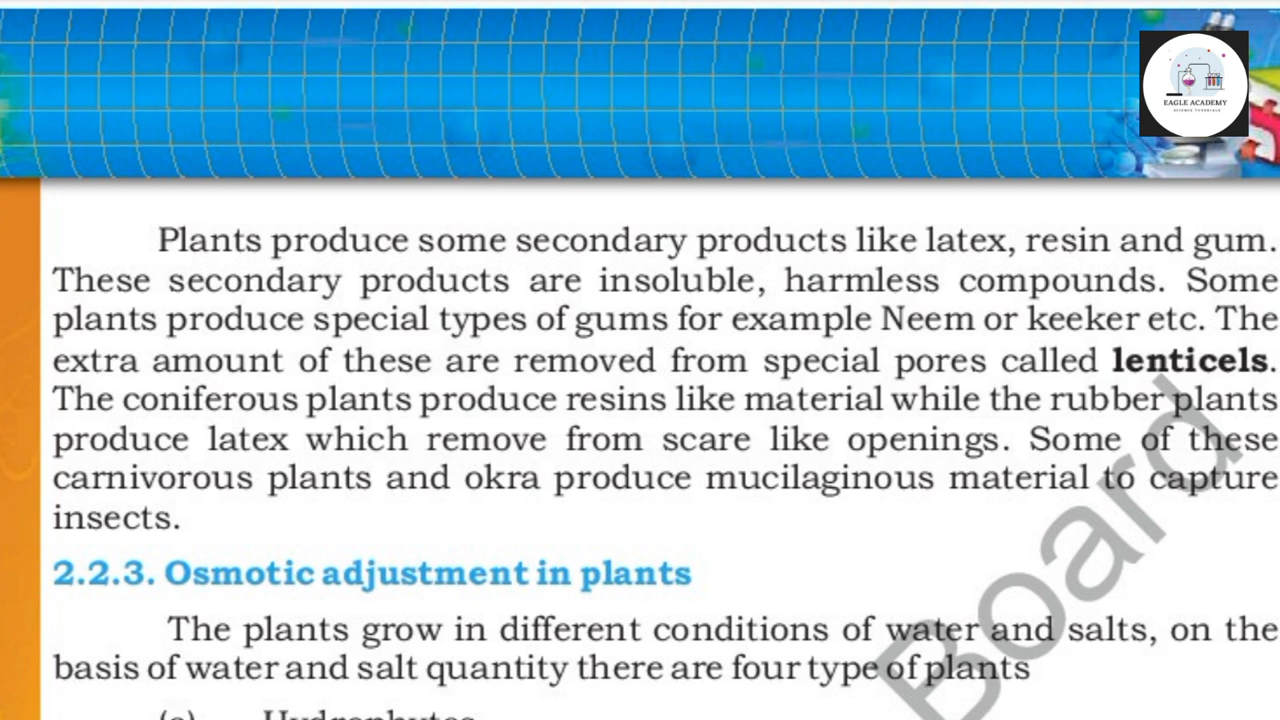 EAGLE ACADEMY
SCIENCE TUTORIALS
Plants produce some secondary products like latex, resin and gum.
These secondary products are insoluble, harmless compounds. Some
plants produce special types of gums for example Neem or keeker etc. The
extra amount of these are removed from special pores called lenticels.
The coniferous plants produce resins like material while the rubber plants
produce latex which remove from scare like openings. Some of these
carnivorous plants and okra produce mucilaginous material to capture
insects.
2.2.3. Osmotic adjustment in plants
The plants grow in different conditions of water and salts, on the
basis of water and salt quantity there are four type of plants
(a) Hydrophytes
Board